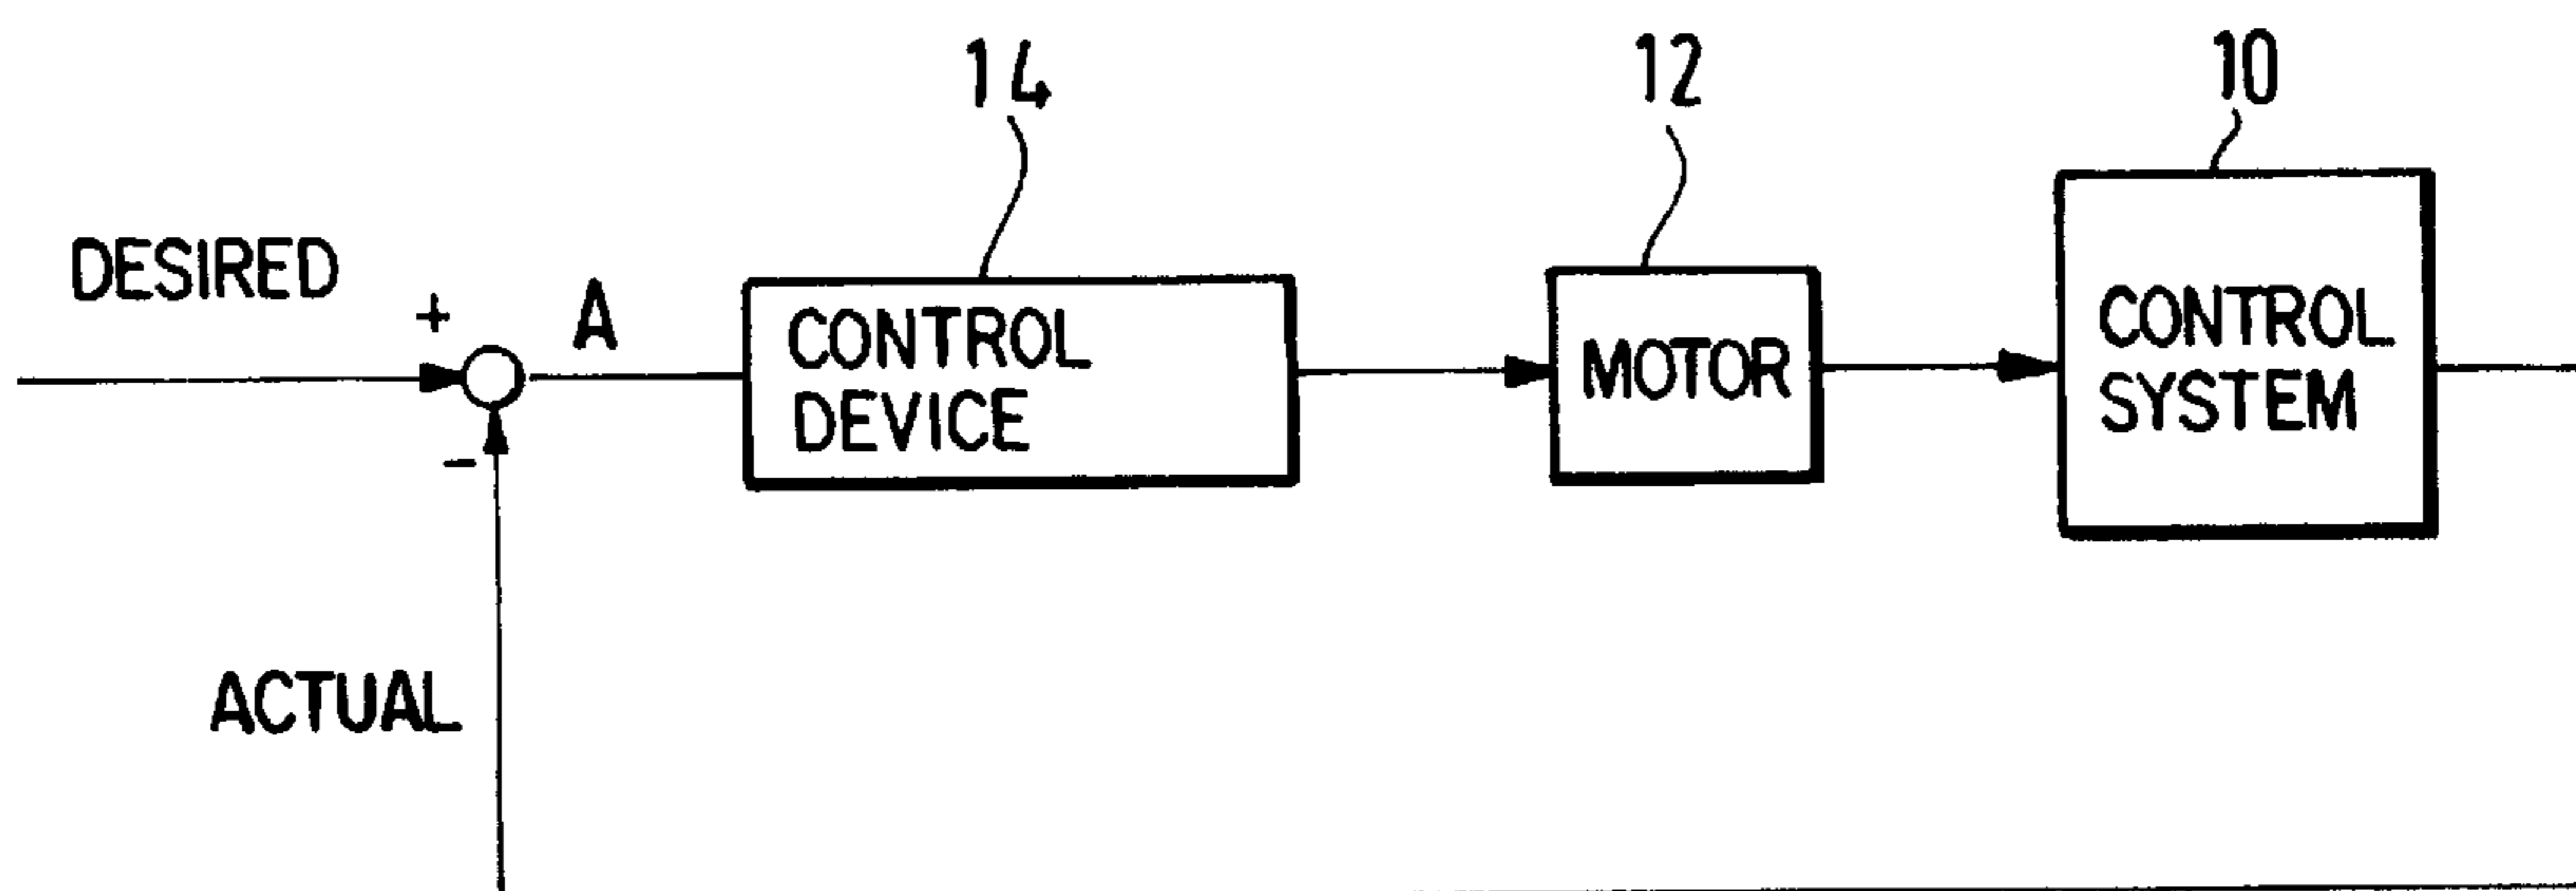 14
12
10
DESIRED
+
A
CONTROL
DEVICE
MOTOR
CONTROL
SYSTEM
-
ACTUAL